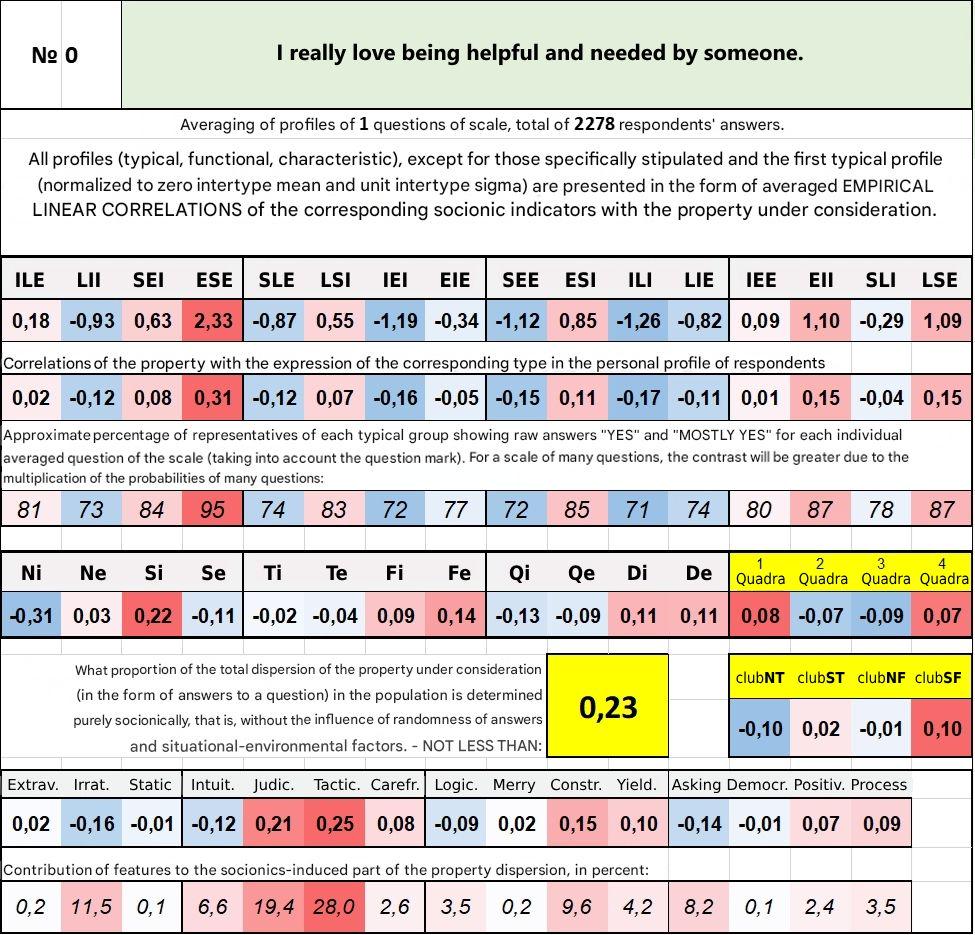 № 0
I really love being helpful and needed by someone.
Averaging of profiles of 1 questions of scale, total of 2278 respondents' answers.
All profiles (typical, functional, characteristic), except for those specifically stipulated and the first typical profile
(normalized to zero intertype mean and unit intertype sigma) are presented in the form of averaged EMPIRICAL
LINEAR CORRELATIONS of the corresponding socionic indicators with the property under consideration.
ILE LII SEI ESE SLE LSI IEI EIE SEE ESI ILI LIE IEE EII SLI LSE
0,18 -0,93 0,63 2,33 -0,87 0,55 -1,19 -0,34 -1,12 0,85 -1,26 -0,82 0,09 1,10 -0,29 1,09
Correlations of the property with the expression of the corresponding type in the personal profile of respondents
0,02 -0,12 0,08 0,31 -0,12 0,07 -0,16 -0,05 -0,15 0,11 -0,17 -0,11 0,01 0,15 -0,04 0,15
Approximate percentage of representatives of each typical group showing raw answers "YES" and "MOSTLY YES" for each individual
averaged question of the scale (taking into account the question mark). For a scale of many questions, the contrast will be greater due to the
multiplication of the probabilities of many questions:
81 73 84 95 74 83 72 77 72 85 71 74 80 87 78 87
Ni Ne Si Se Ti Te Fi Fe Qi Qe Di De 1 Quadra 2 Quadra 3 Quadra 4 Quadra
-0,31 0,03 0,22 -0,11 -0,02 -0,04 0,09 0,14 -0,13 -0,09 0,11 0,11 0,08 -0,07 -0,09 0,07
What proportion of the total dispersion of the property under consideration
(in the form of answers to a question) in the population is determined
purely socionically, that is, without the influence of randomness of answers
and situational-environmental factors. - NOT LESS THAN:
0,23
clubNT clubST clubNF clubSF
-0,10 0,02 -0,01 0,10
Extrav. Irrat. Static Intuit. Judic. Tactic. Carefr. Logic. Merry Constr. Yield. Asking Democr. Positiv. Process
0,02 -0,16 -0,01 -0,12 0,21 0,25 0,08 -0,09 0,02 0,15 0,10 -0,14 -0,01 0,07 0,09
Contribution of features to the socionics-induced part of the property dispersion, in percent:
0,2 11,5 0,1 6,6 19,4 28,0 2,6 3,5 0,2 9,6 4,2 8,2 0,1 2,4 3,5